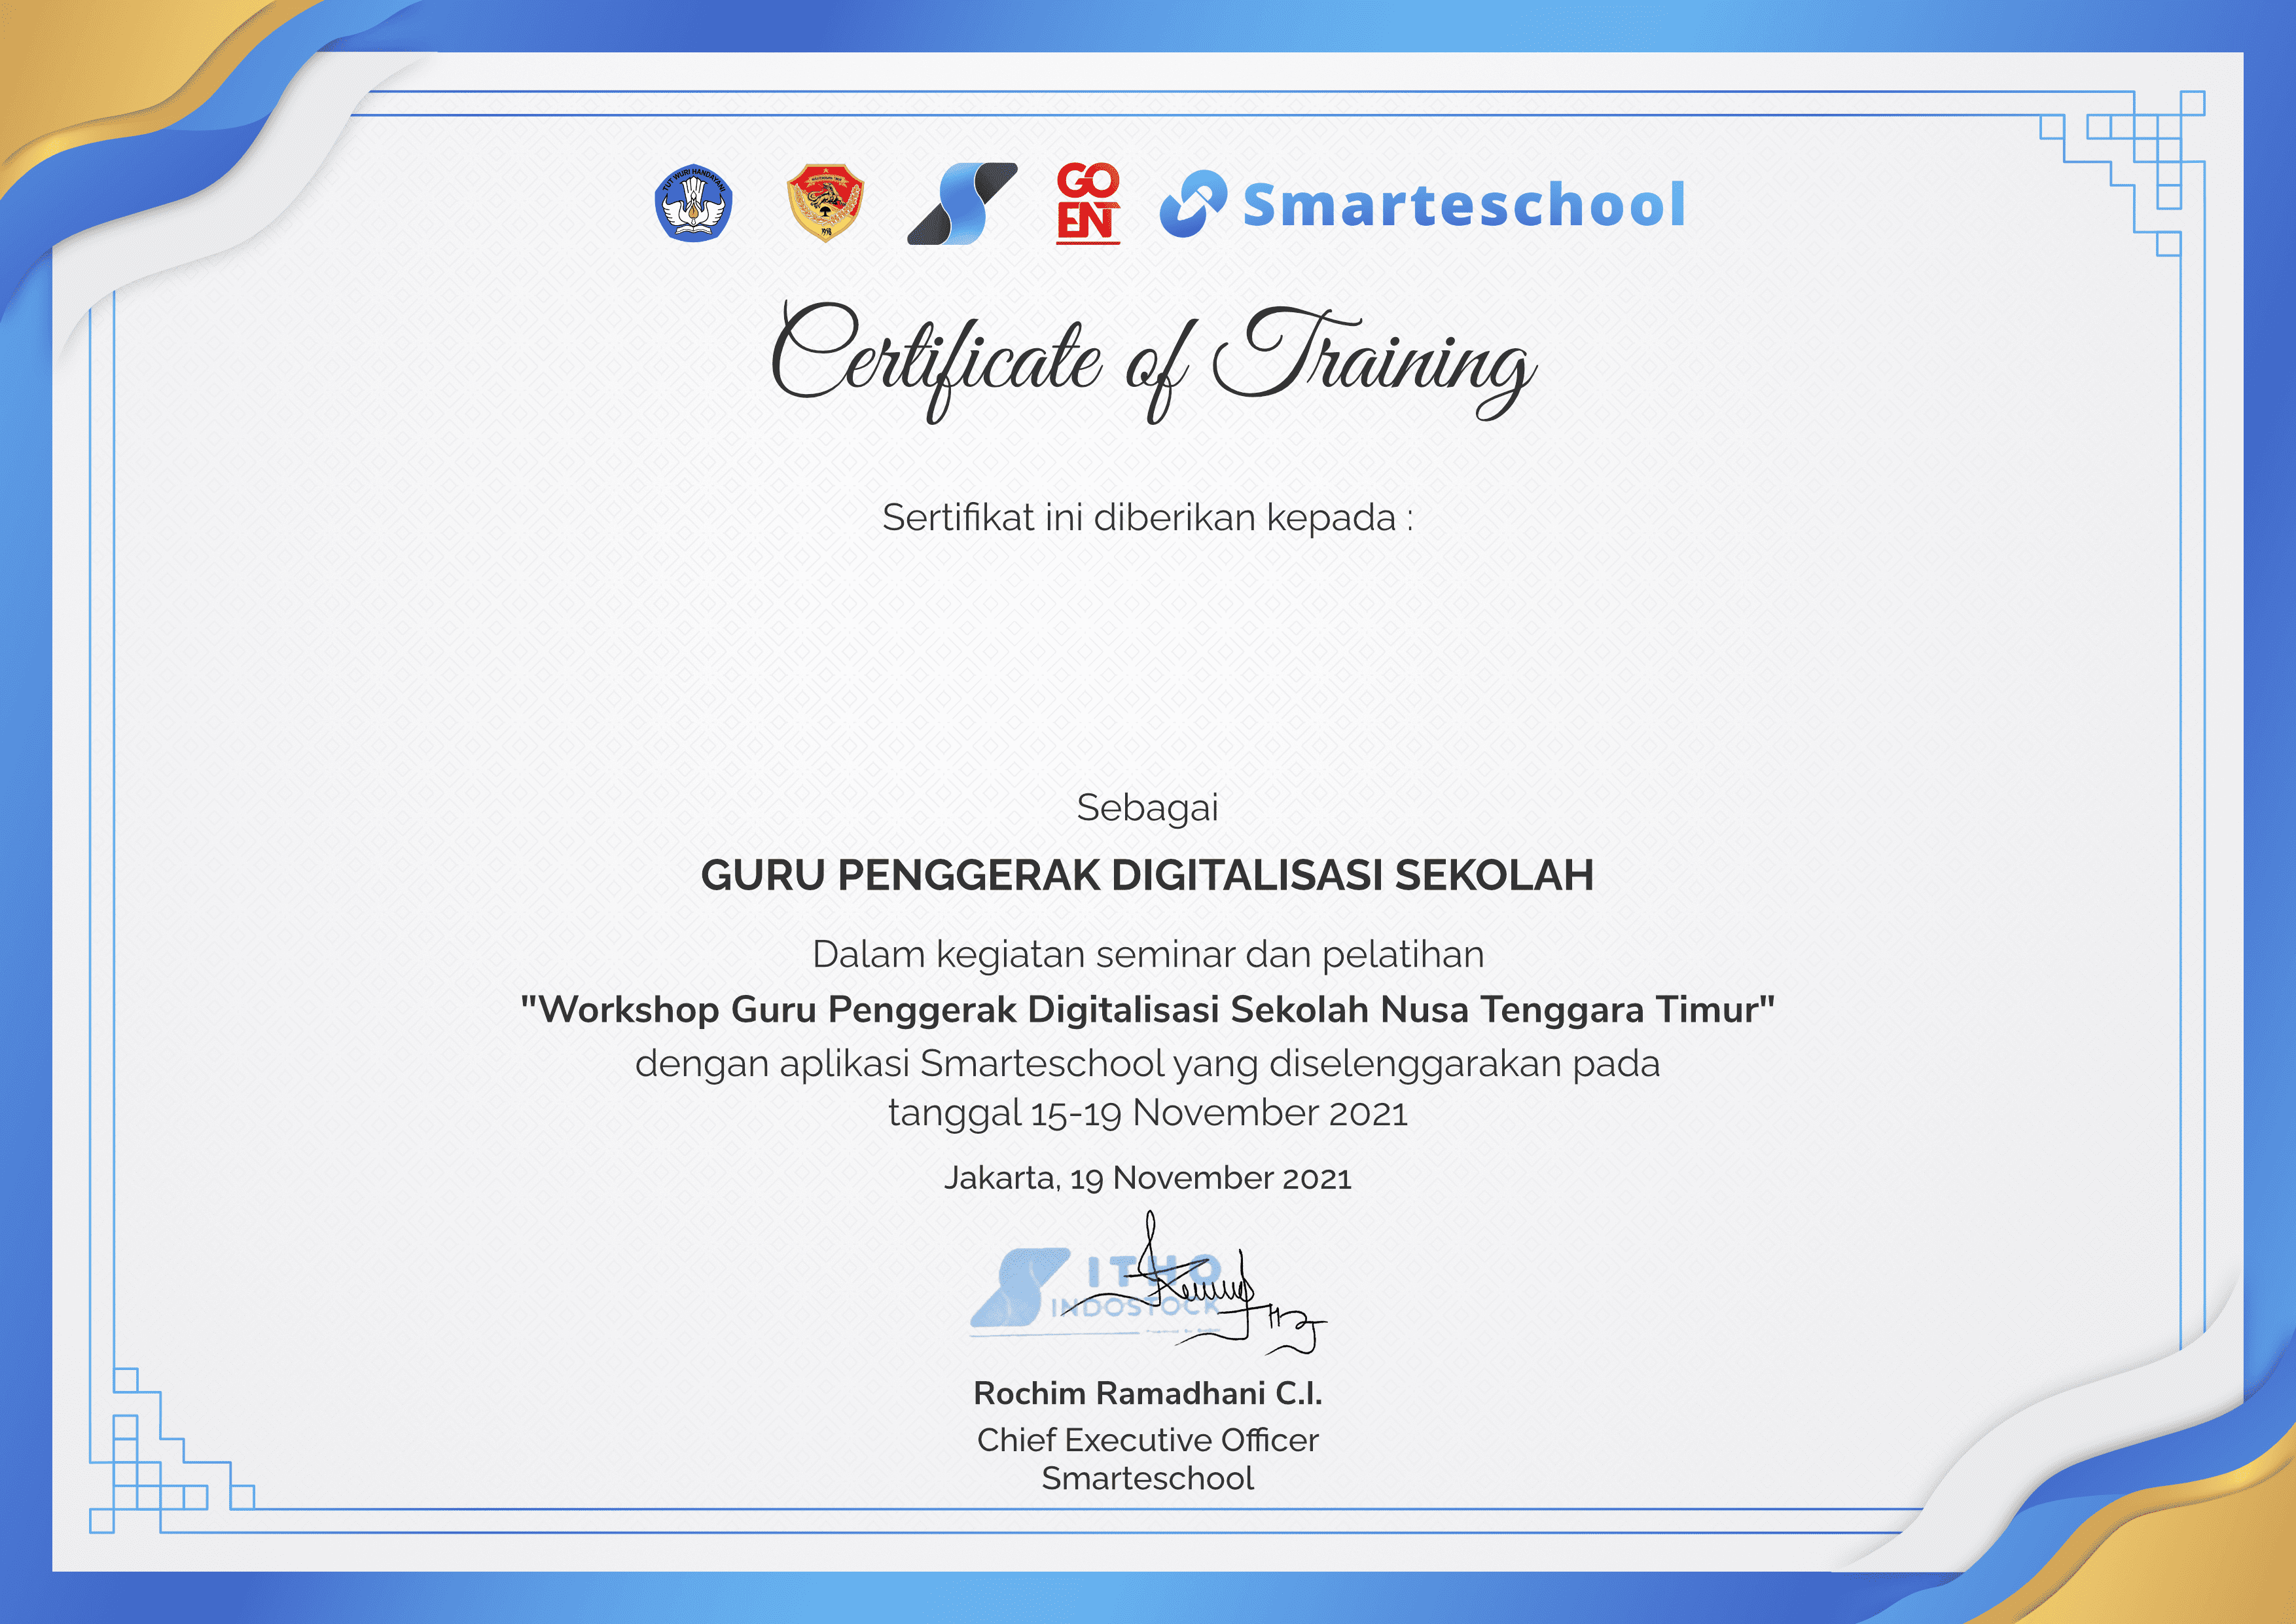 TUT WURI HANDAYANI
1958
GO
EN
Smarteschool
Certificate of Training
Sertifikat ini diberikan kepada :
Sebagai
GURU PENGGERAK DIGITALISASI SEKOLAH
Dalam kegiatan seminar dan pelatihan
"Workshop Guru Penggerak Digitalisasi Sekolah Nusa Tenggara Timur"
dengan aplikasi Smarteschool yang diselenggarakan pada
tanggal 15-19 November 2021
Jakarta, 19 November 2021
ITHO
INDOSTOCK
Rochim Ramadhani C.I.
Chief Executive Officer
Smarteschool